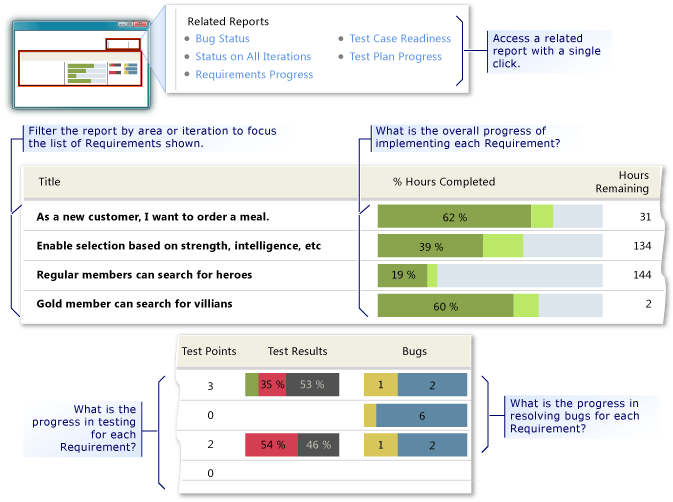 Related Reports
Bug Status
Test Case Readiness
Status on All Iterations
Test Plan Progress
Requirements Progress
Access a related
report with a single
click.
Filter the report by area or iteration to focus
the list of Requirements shown.
What is the overall progress of
implementing each Requirement?
Title
% Hours Completed
Hours
Remaining
As a new customer, I want to order a meal.
62 %
31
Enable selection based on strength, intelligence, etc
39 %
134
Regular members can search for heroes
19 %
144
Gold member can search for villians
60 %
2
Test Points
Test Results
Bugs
3
35 %
53 %
1
2
0
6
2
54 %
46 %
1
2
0
What is the
progress in testing
for each
Requirement?
What is the progress in
resolving bugs for each
Requirement?